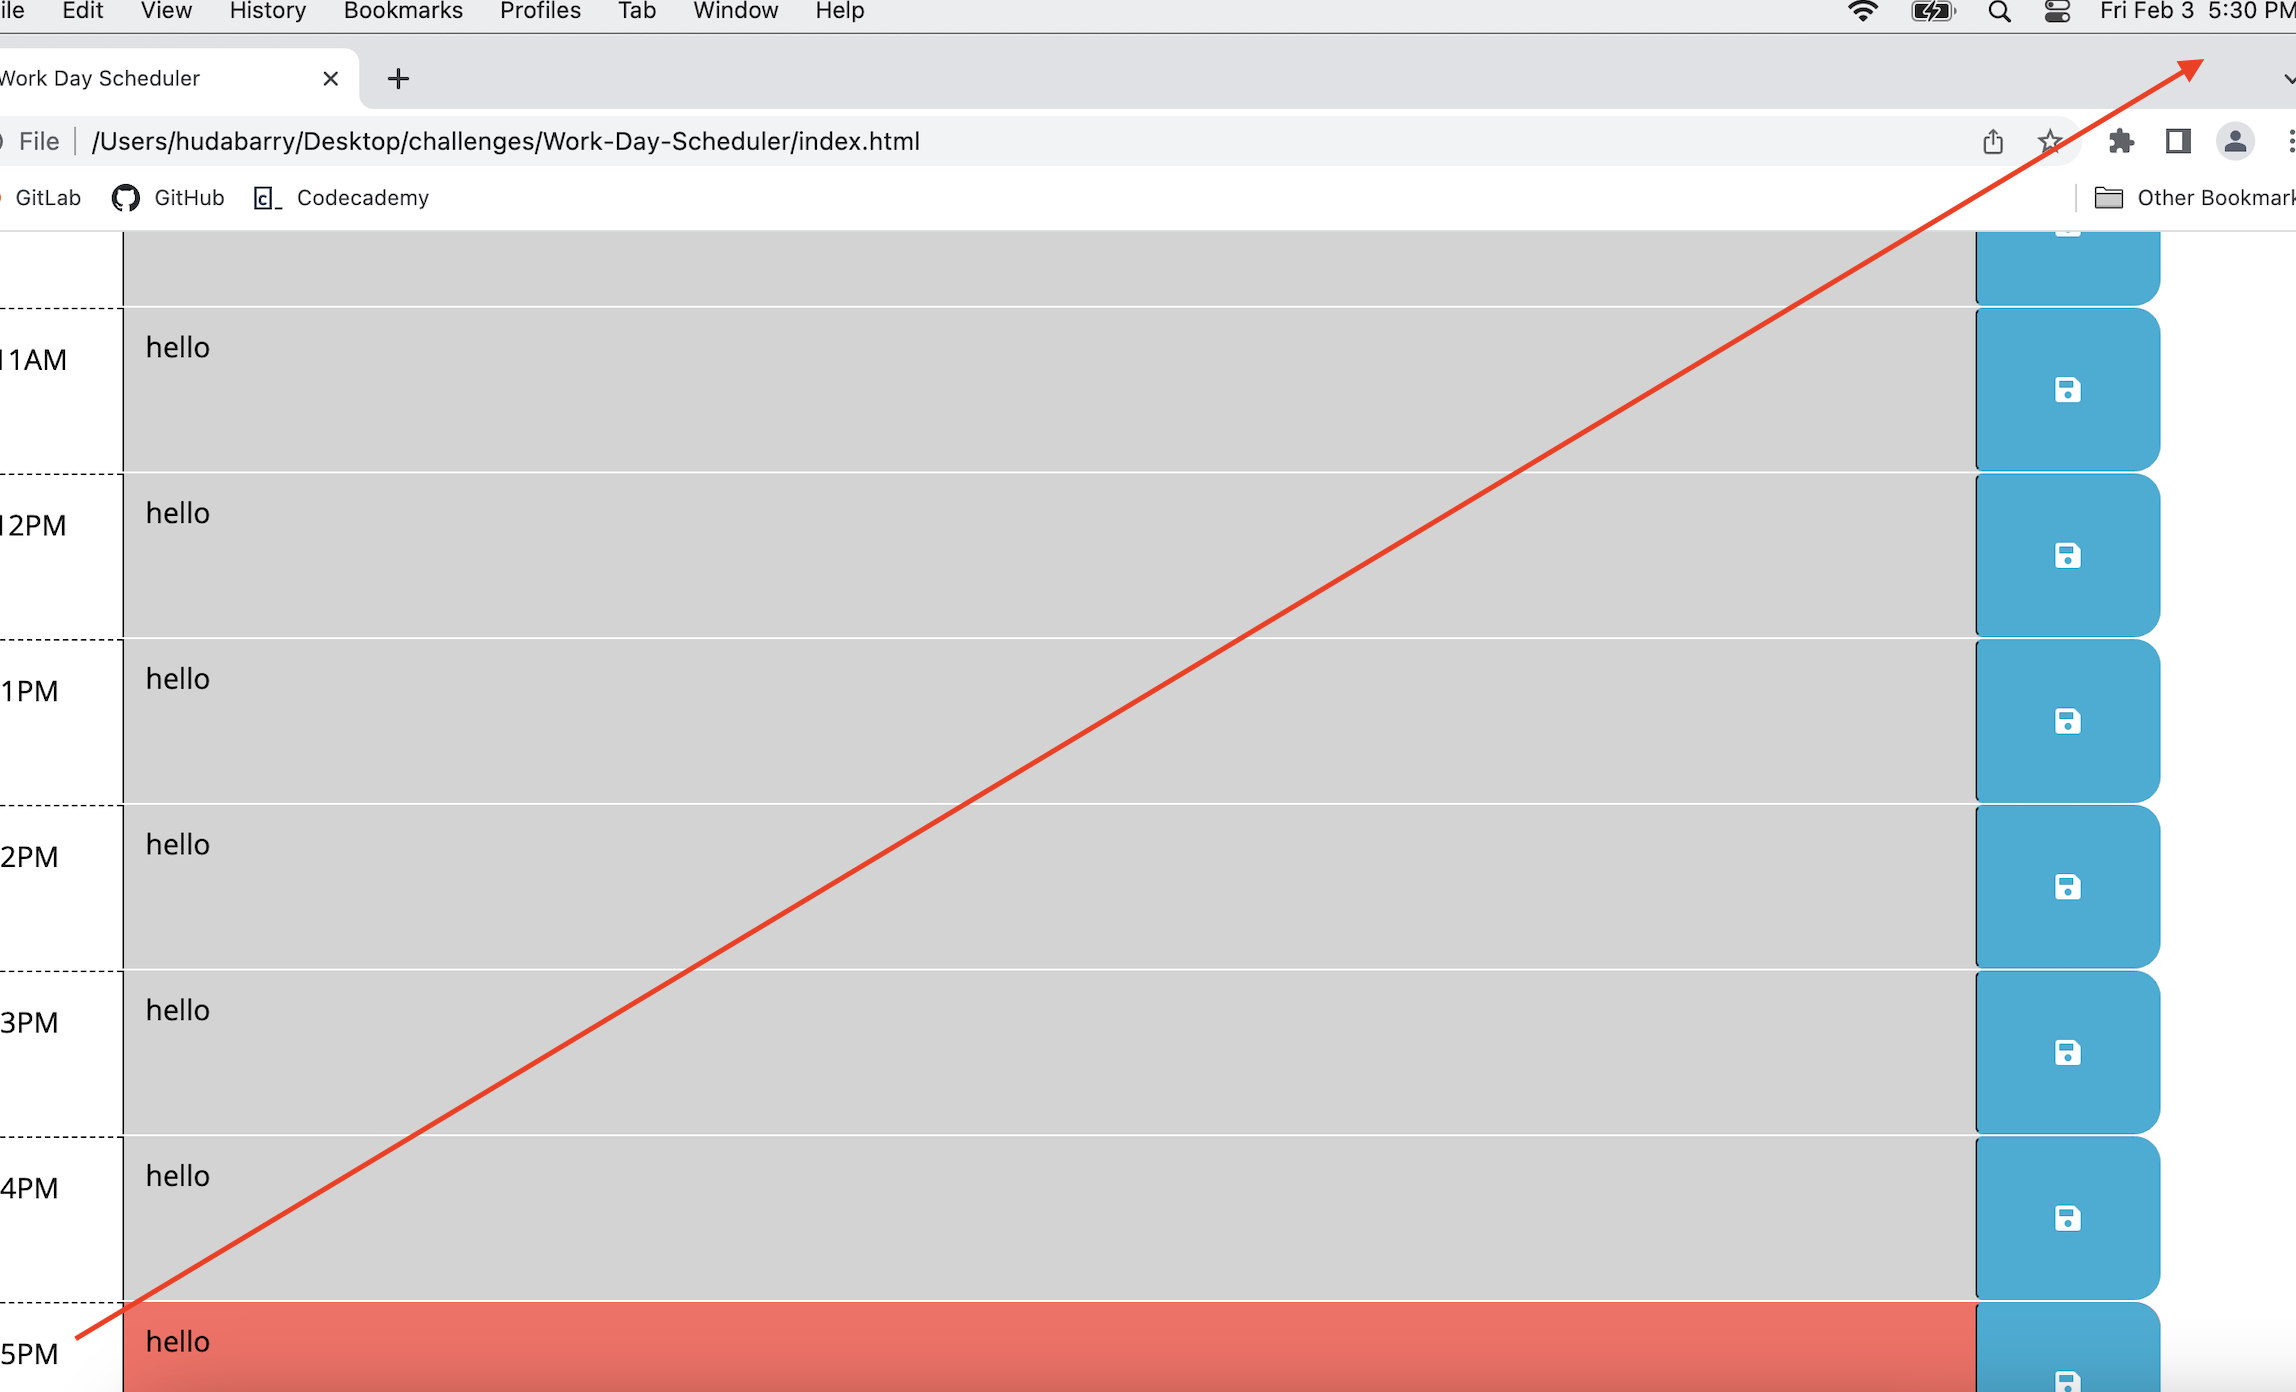 ile Edit View History Bookmarks Profiles Tab Window Help Fri Feb 3 5:30 PM
Work Day Scheduler
File /Users/hudabarry/Desktop/challenges/Work-Day-Scheduler/index.html
GitLab GitHub Codecademy Other Bookmark
11AM hello
12PM hello
1PM hello
2PM hello
3PM hello
4PM hello
5PM hello